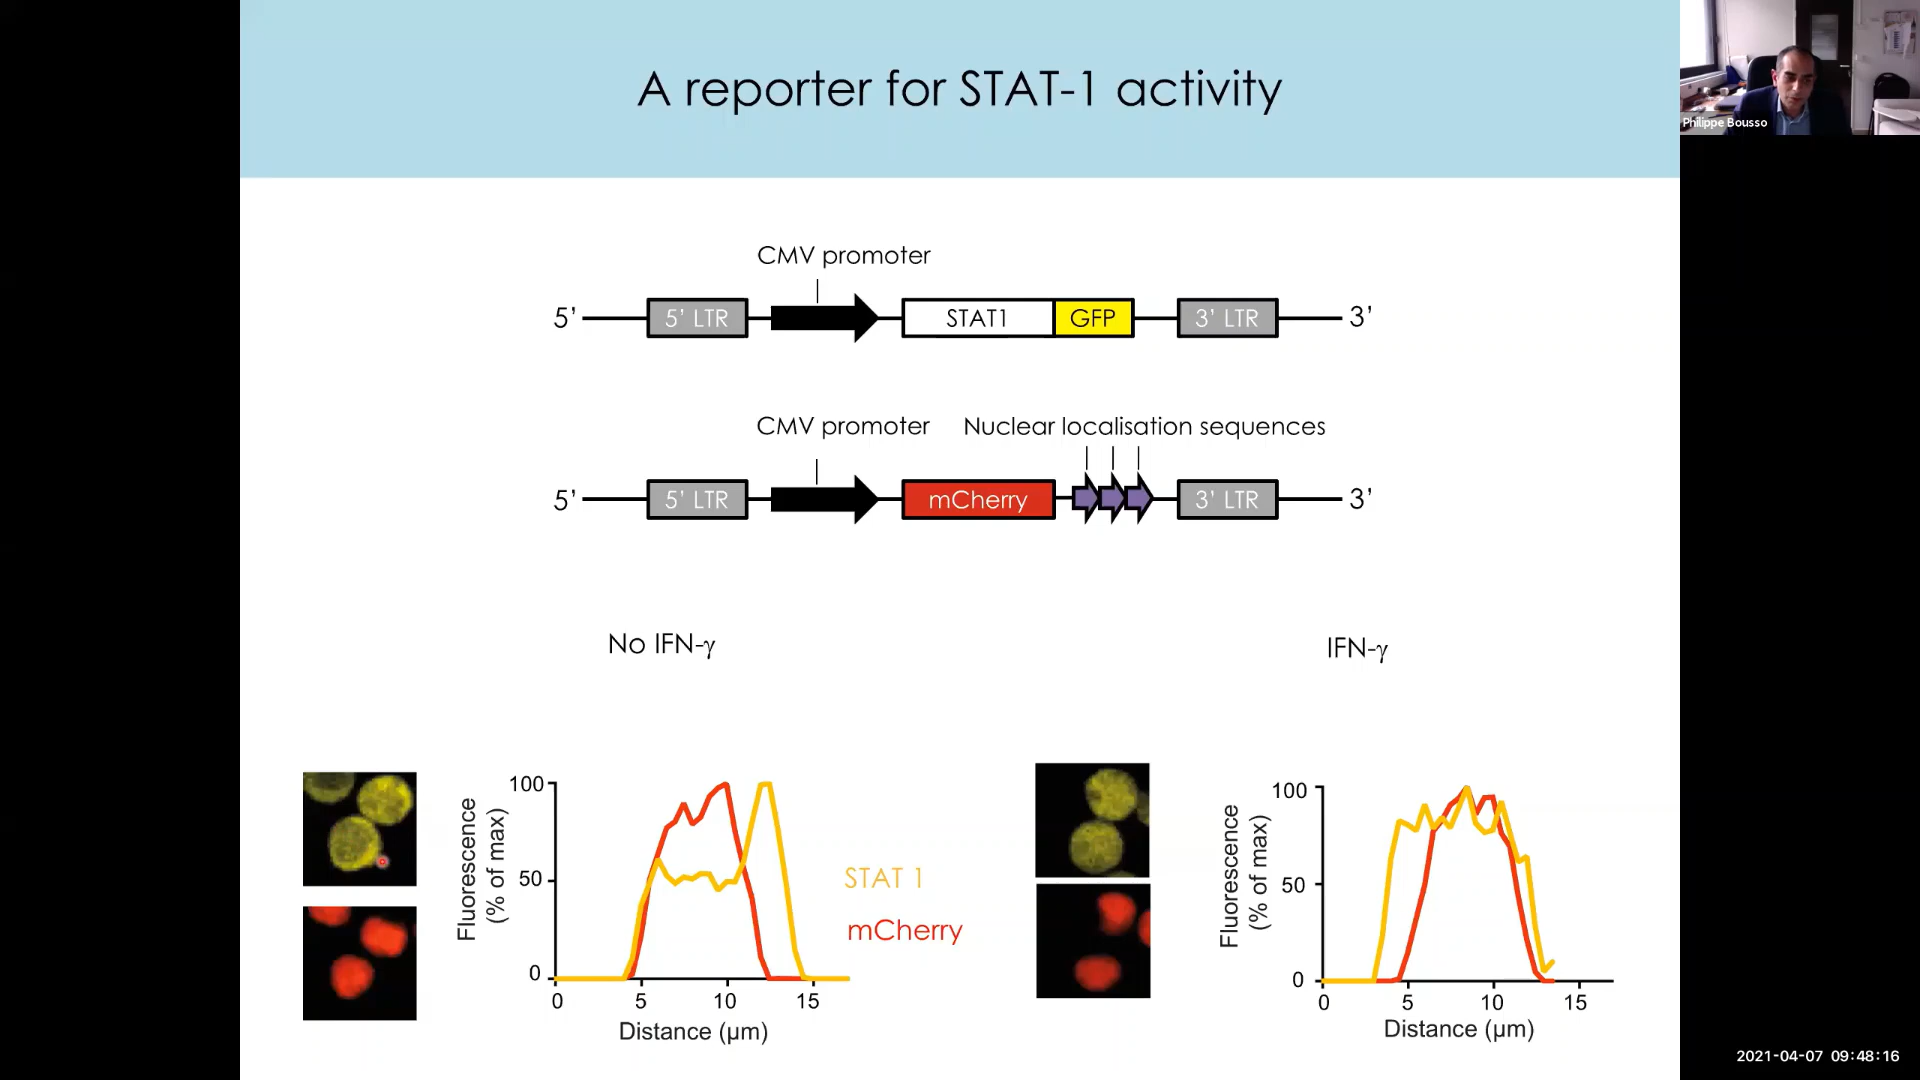 A reporter for STAT-1 activity
Philippe Bousso
CMV promoter
5’ 5’ LTR STAT1 GFP 3’ LTR 3’
CMV promoter Nuclear localisation sequences
5’ 5’ LTR mCherry 3’ LTR 3’
No IFN-γ
IFN-γ
Fluorescence
(% of max)
100
50
0
0 5 10 15
Distance (µm)
STAT 1
mCherry
Fluorescence
(% of max)
100
50
0
0 5 10 15
Distance (µm)
2021-04-07 09:48:16